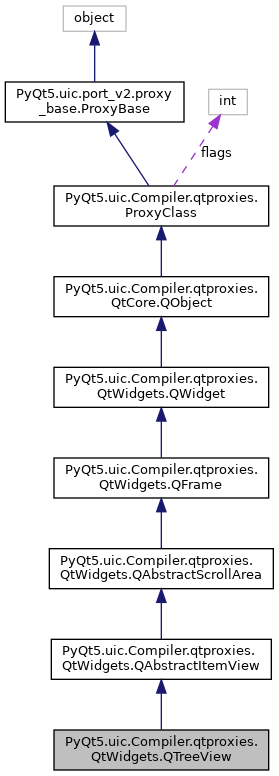 object
PyQt5.uic.port_v2.proxy
_base.ProxyBase
int
flags
PyQt5.uic.Compiler.qtproxies.
ProxyClass
PyQt5.uic.Compiler.qtproxies.
QtCore.QObject
PyQt5.uic.Compiler.qtproxies.
QtWidgets.QWidget
PyQt5.uic.Compiler.qtproxies.
QtWidgets.QFrame
PyQt5.uic.Compiler.qtproxies.
QtWidgets.QAbstractScrollArea
PyQt5.uic.Compiler.qtproxies.
QtWidgets.QAbstractItemView
PyQt5.uic.Compiler.qtproxies.
QtWidgets.QTreeView